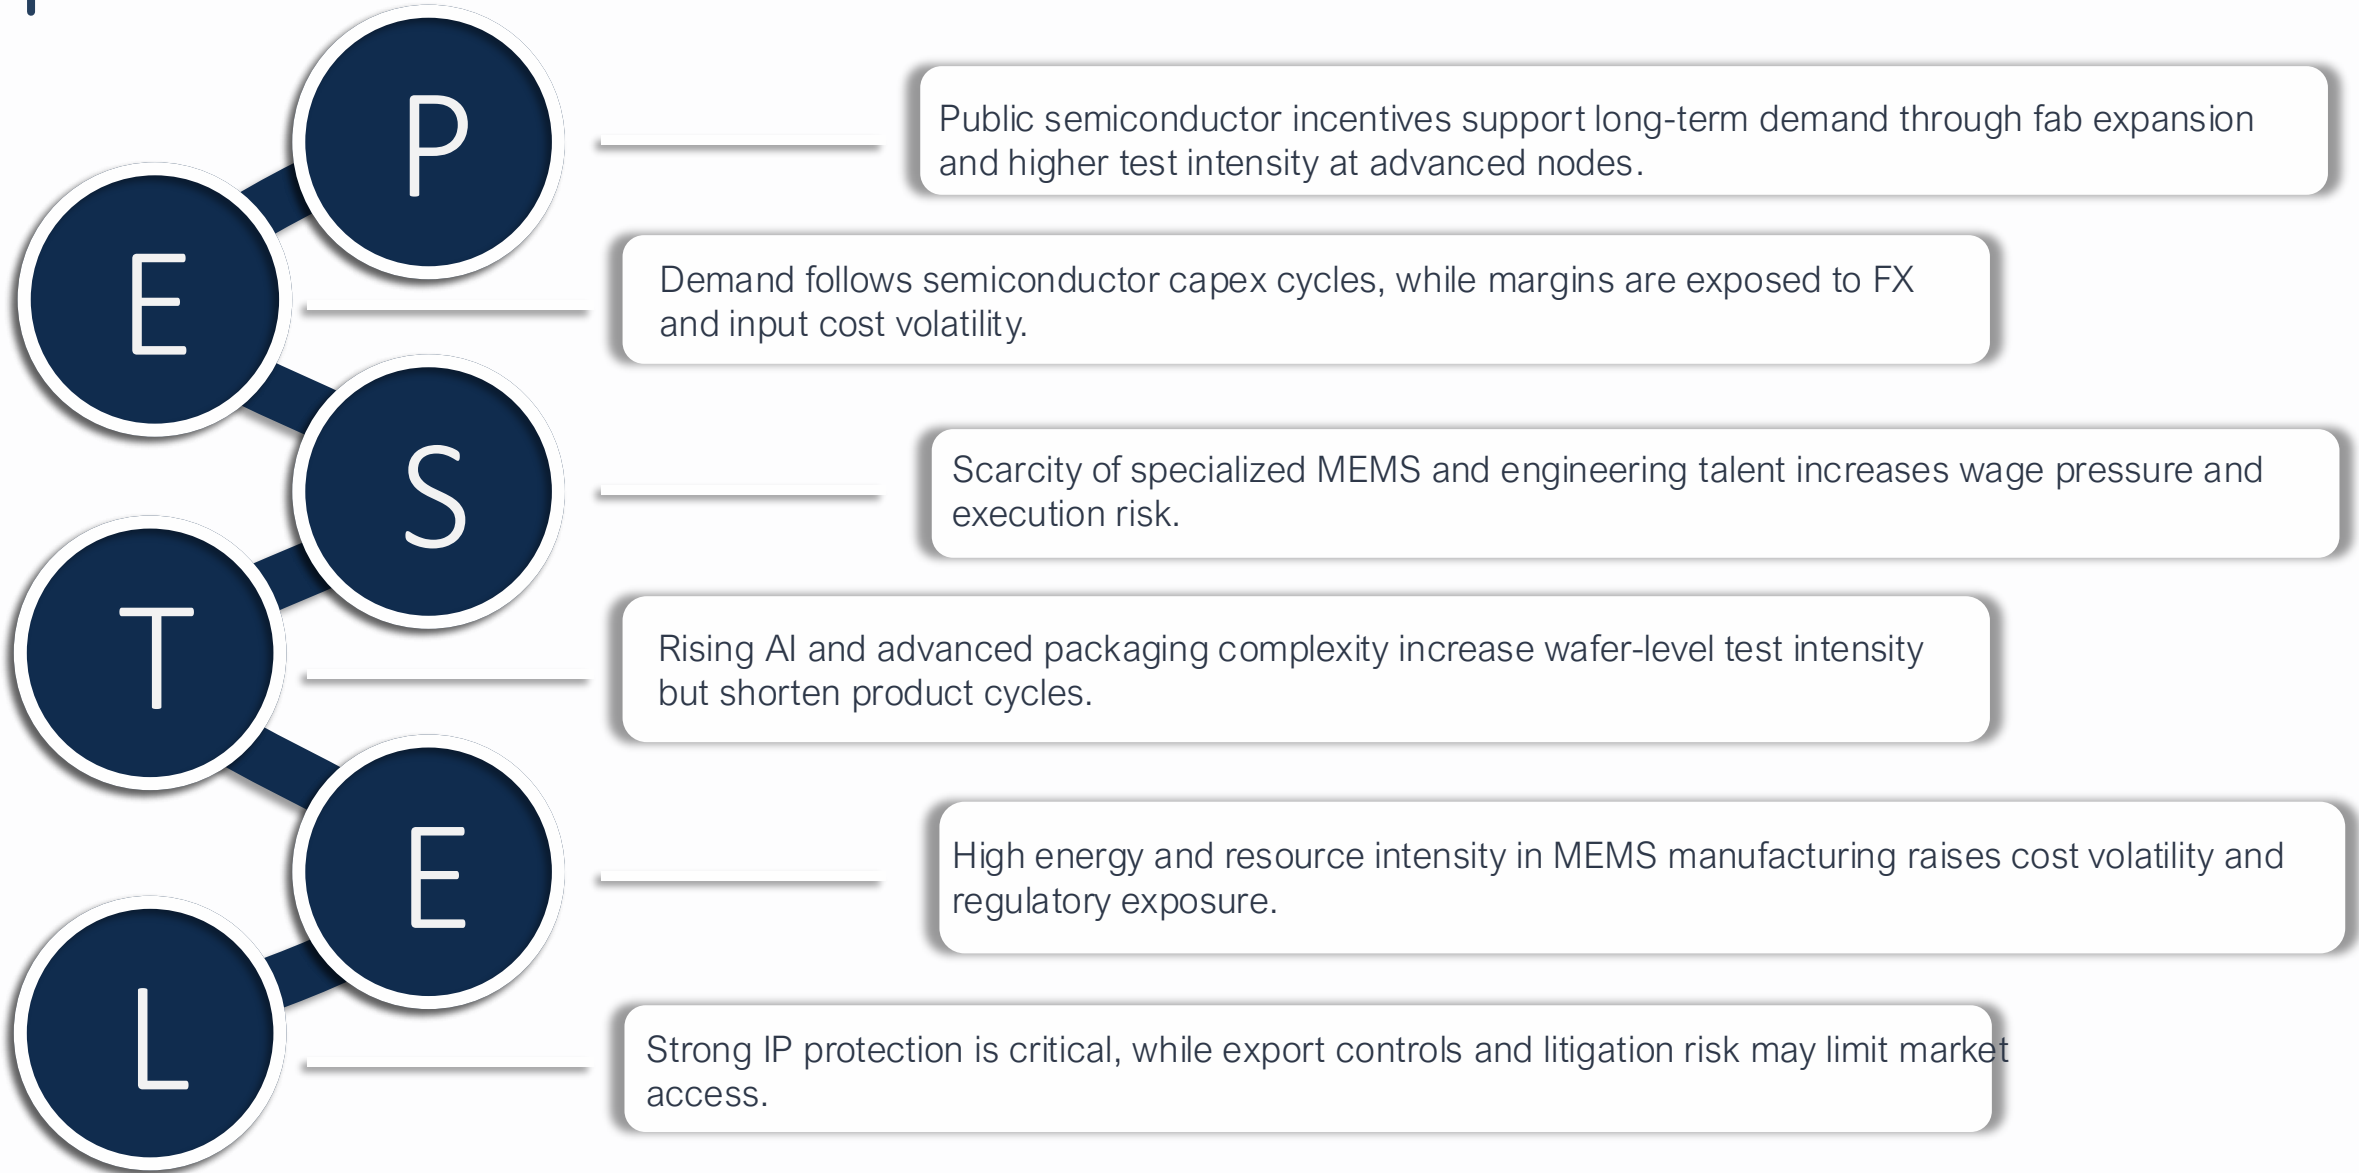 P
Public semiconductor incentives support long-term demand through fab expansion
and higher test intensity at advanced nodes.
E
Demand follows semiconductor capex cycles, while margins are exposed to FX
and input cost volatility.
S
Scarcity of specialized MEMS and engineering talent increases wage pressure and
execution risk.
T
Rising AI and advanced packaging complexity increase wafer-level test intensity
but shorten product cycles.
E
High energy and resource intensity in MEMS manufacturing raises cost volatility and
regulatory exposure.
L
Strong IP protection is critical, while export controls and litigation risk may limit market
access.